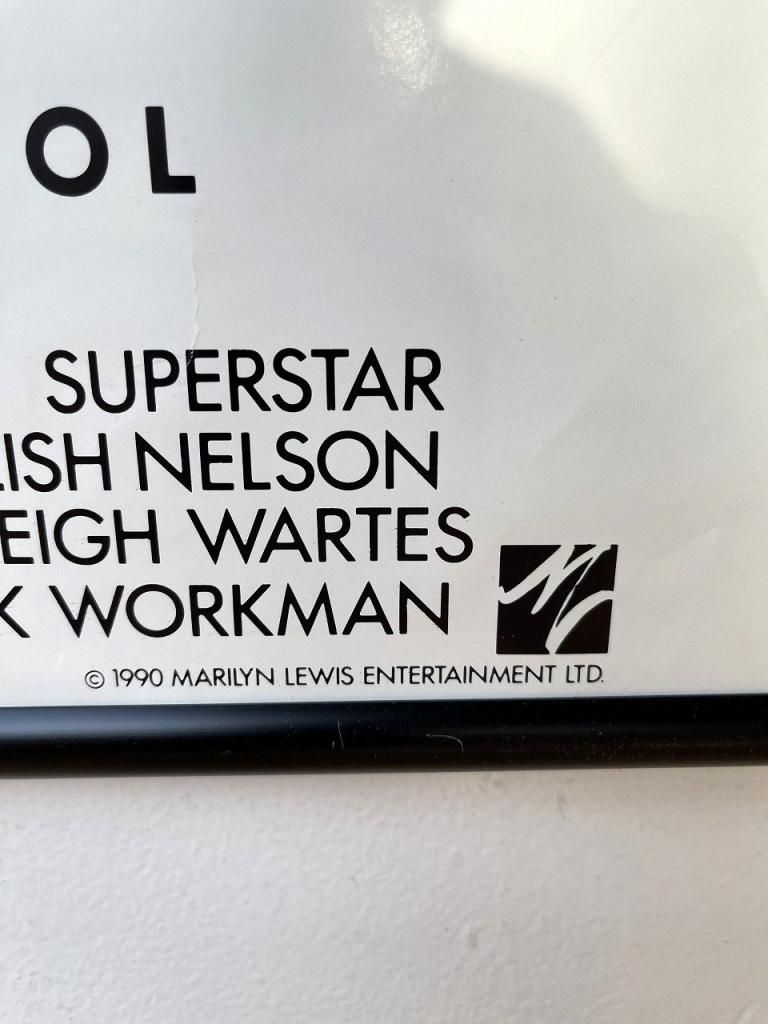 OL
SUPERSTAR
LISH NELSON
EIGH WARTES
K WORKMAN
© 1990 MARILYN LEWIS ENTERTAINMENT LTD.